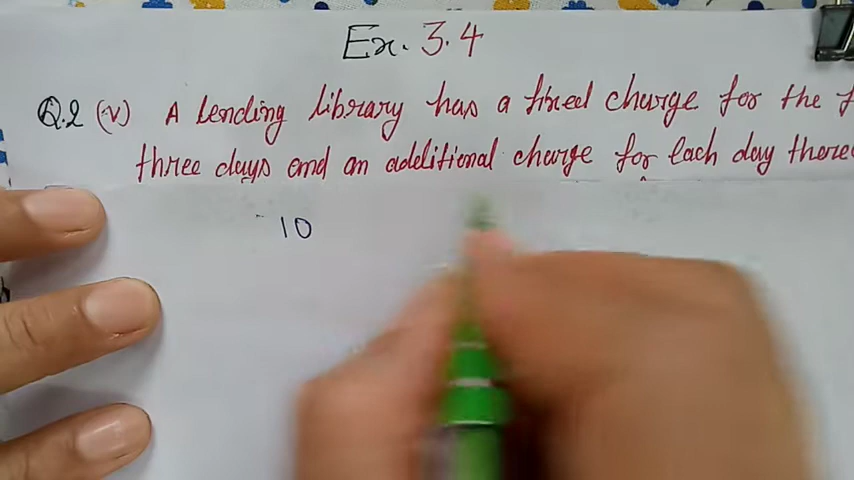 Ex. 3.4
Q.2 (v) A lending library has a fixed charge for the
three days and an additional charge for each day
10